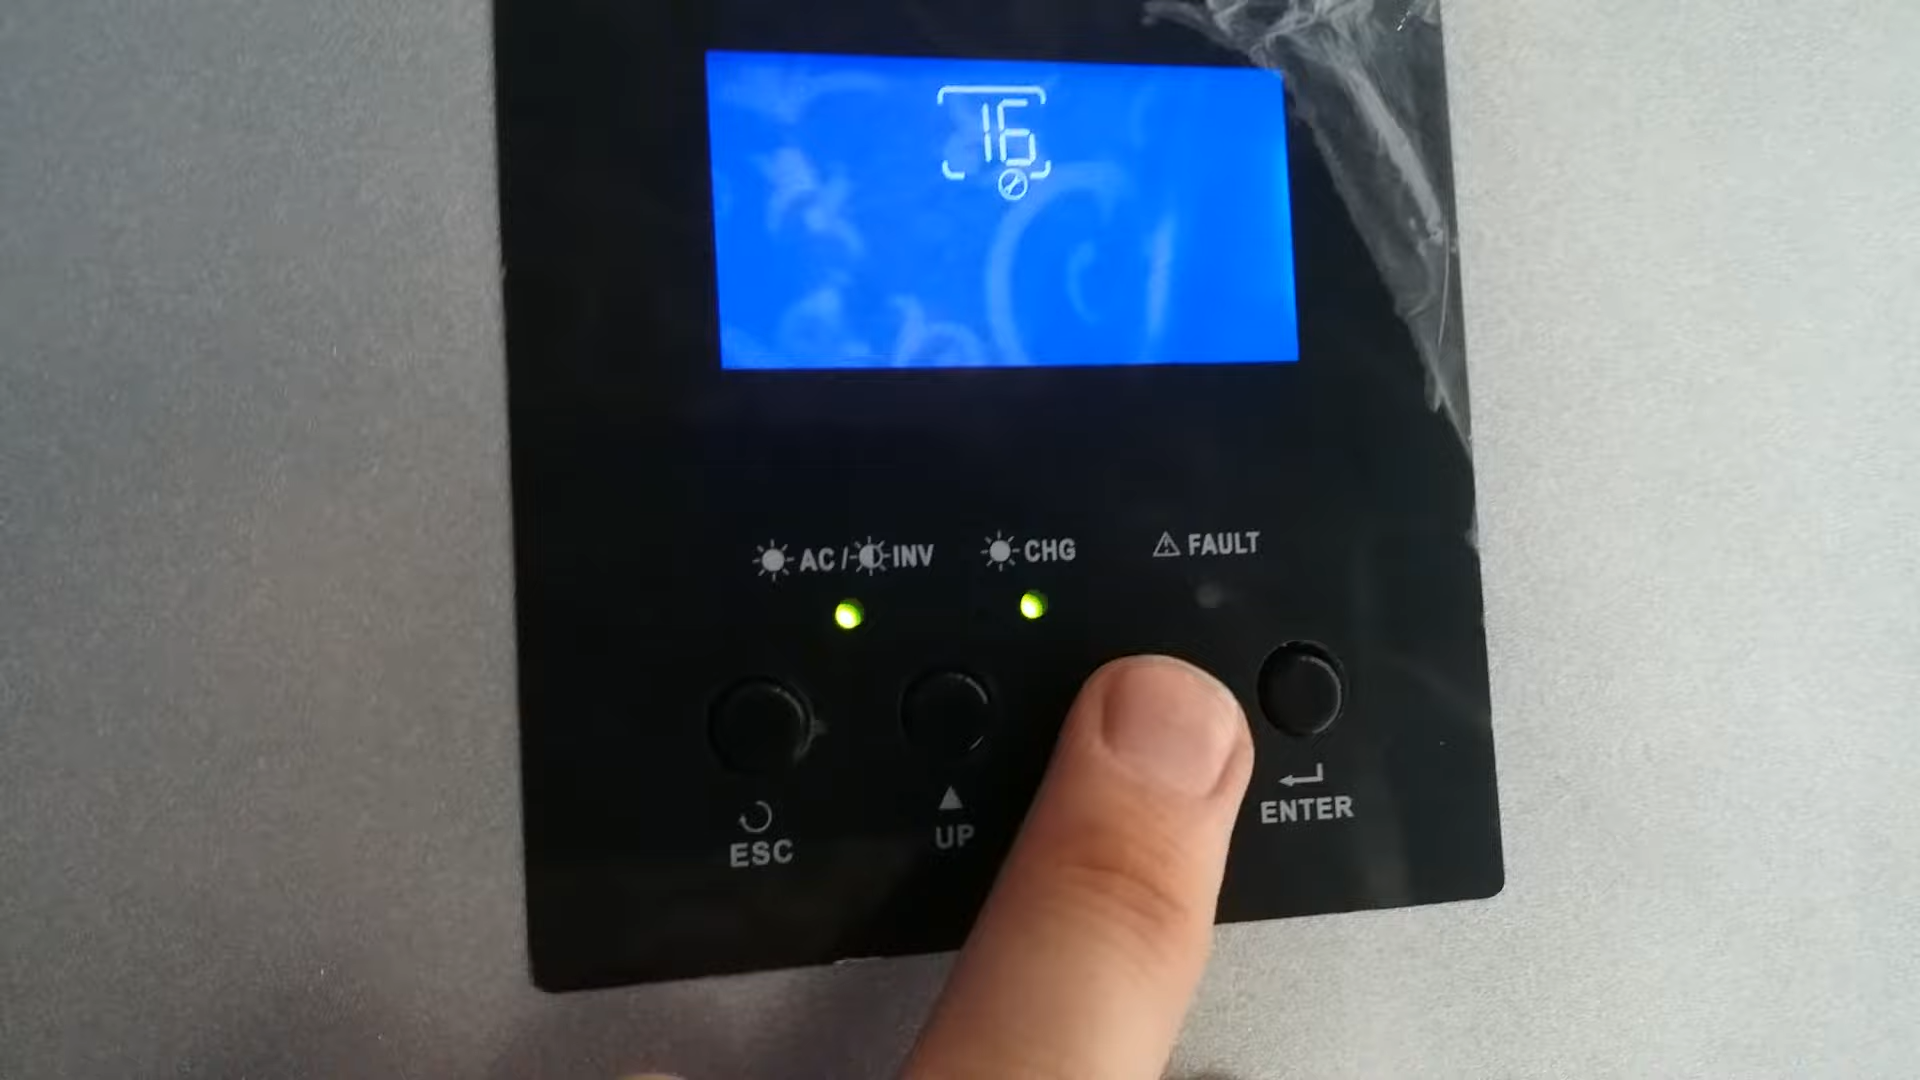 16
AC / INV
CHG
FAULT
ESC
UP
ENTER